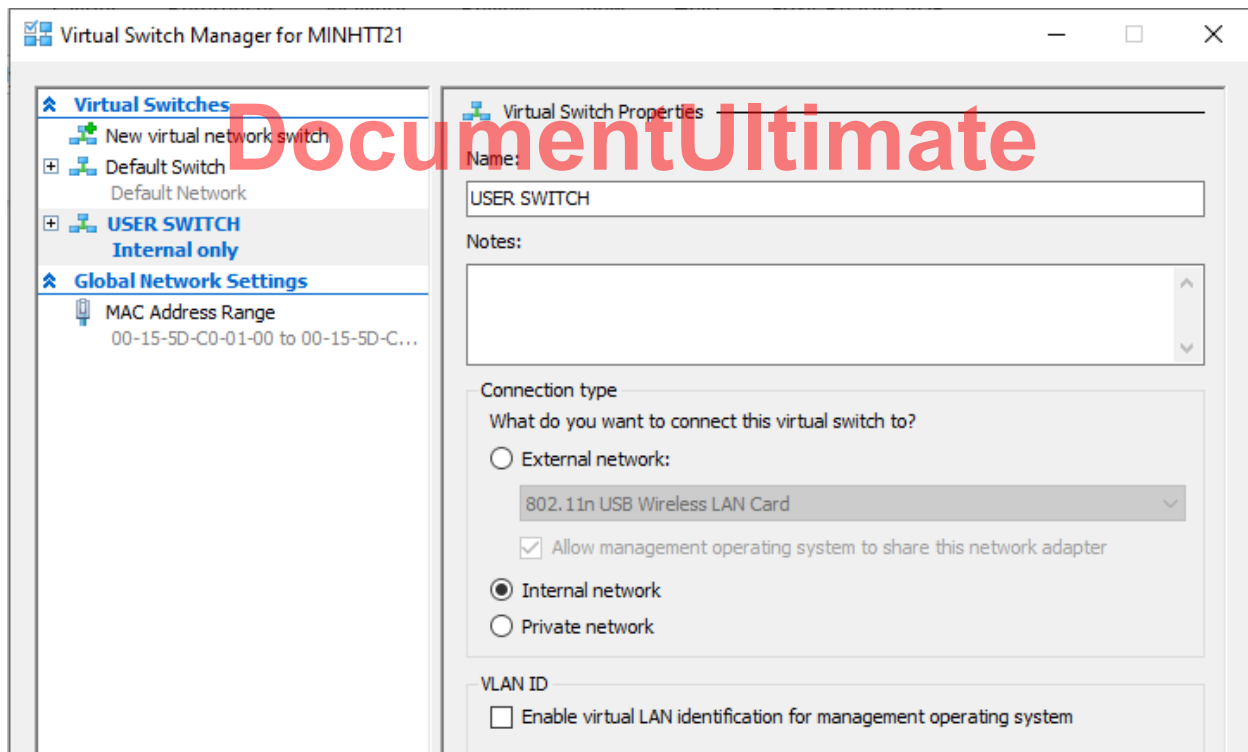 Virtual Switch Manager for MINHTT21
Virtual Switches
New virtual network switch
Default Switch
Default Network
USER SWITCH
Internal only
Global Network Settings
MAC Address Range
00-15-5D-C0-01-00 to 00-15-5D-C...
DocumentUltimate
Virtual Switch Properties
Name:
USER SWITCH
Notes:
Connection type
What do you want to connect this virtual switch to?
External network:
802.11n USB Wireless LAN Card
Allow management operating system to share this network adapter
Internal network
Private network
VLAN ID
Enable virtual LAN identification for management operating system